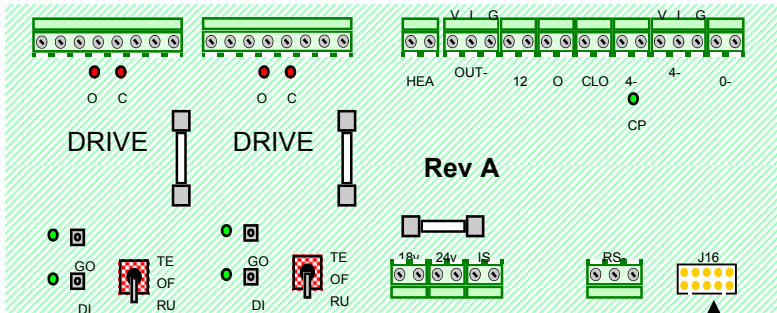 V I G
V I G
HEA
OUT-
12
O
CLO
4-
4-
0-
O C
O C
CP
DRIVE
DRIVE
Rev A
GO
TE
OF
RU
DI
GO
TE
OF
RU
DI
18v
24v
IS
RS
J16